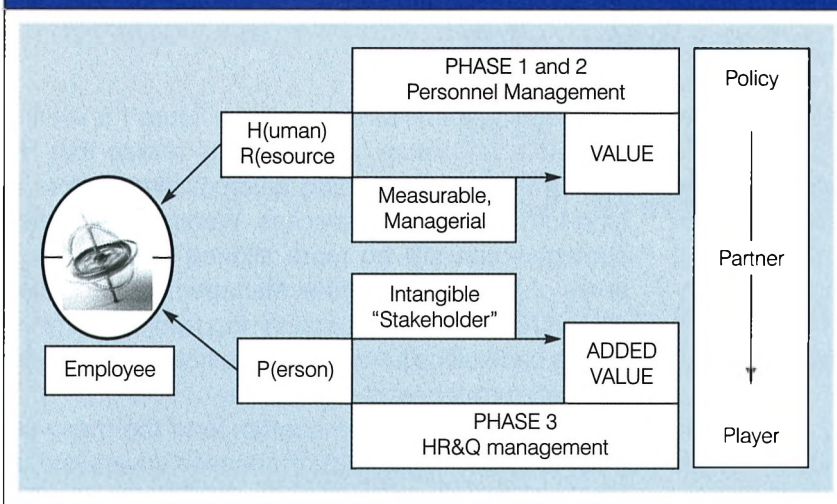 PHASE 1 and 2
Personnel Management
Policy
H(uman)
R(esource
VALUE
Measurable,
Managerial
Partner
Intangible
“Stakeholder”
Employee
P(erson)
ADDED
VALUE
PHASE 3
HR&Q management
Player